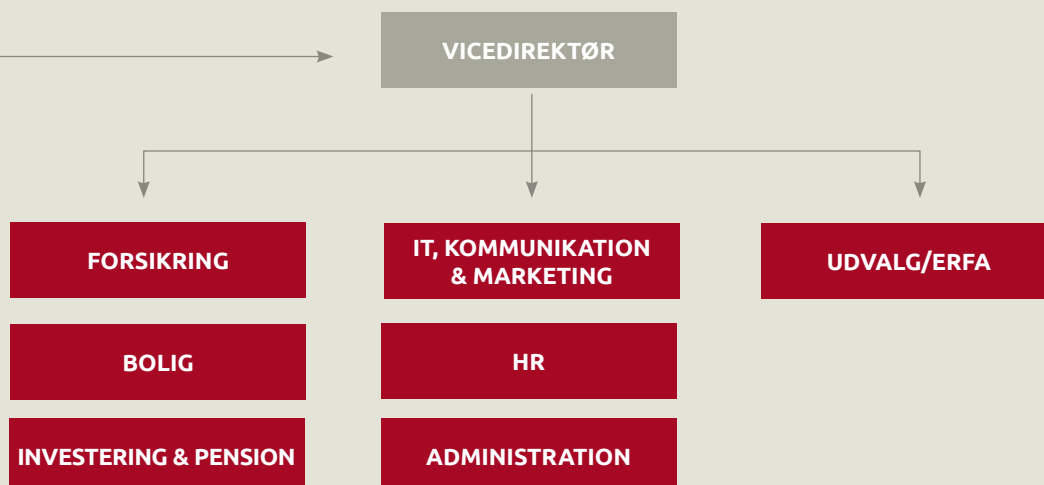 VICEDIREKTØR
FORSIKRING
IT, KOMMUNIKATION
& MARKETING
UDVALG/ERFA
BOLIG
HR
INVESTERING & PENSION
ADMINISTRATION